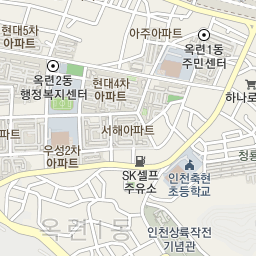 현대5차
아파트
아주아파트
옥련1동
주민센터
옥련2동
행정복지센터
현대4차
아파트
하나로
서해아파트
우성2차
아파트
청룡
SK셀프
주유소
인천축현
초등학교
옥련1동
인천상륙작전
기념관